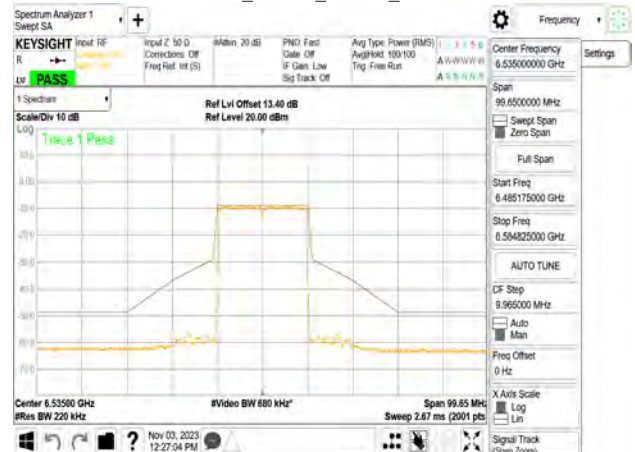 Spectrum Analyzer 1
Swept SA
+
Frequency
KEYSIGHT
R
LV PASS
Input: RF
Input Z: 50 Ω
Corrections: Off
Freq Ref: Int (S)
#Atten: 20 dB
PNO: Fast
Gate: Off
IF Gain: Low
Sig Track: Off
Avg Type: Power (RMS)
Avg|Hold: 100/100
Trig: Free Run
1 Spectrum
Scale/Div 10 dB
Ref Lvl Offset 13.40 dB
Ref Level 20.00 dBm
Log
Trace 1 Pass
10.0
0.00
Center 6.53500 GHz
#Res BW 220 kHz
#Video BW 680 kHz*
Span 99.65 MHz
Sweep 2.67 ms (2001 pts
?
Nov 03, 2023
12:27:04 PM
Center Frequency
6.535000000 GHz
Settings
Span
99.6500000 MHz
Swept Span
Zero Span
Full Span
Start Freq
6.485175000 GHz
Stop Freq
6.584825000 GHz
AUTO TUNE
CF Step
9.965000 MHz
Auto
Man
Freq Offset
0 Hz
X Axis Scale
Log
Lin
Signal Track
(Span Zoom)